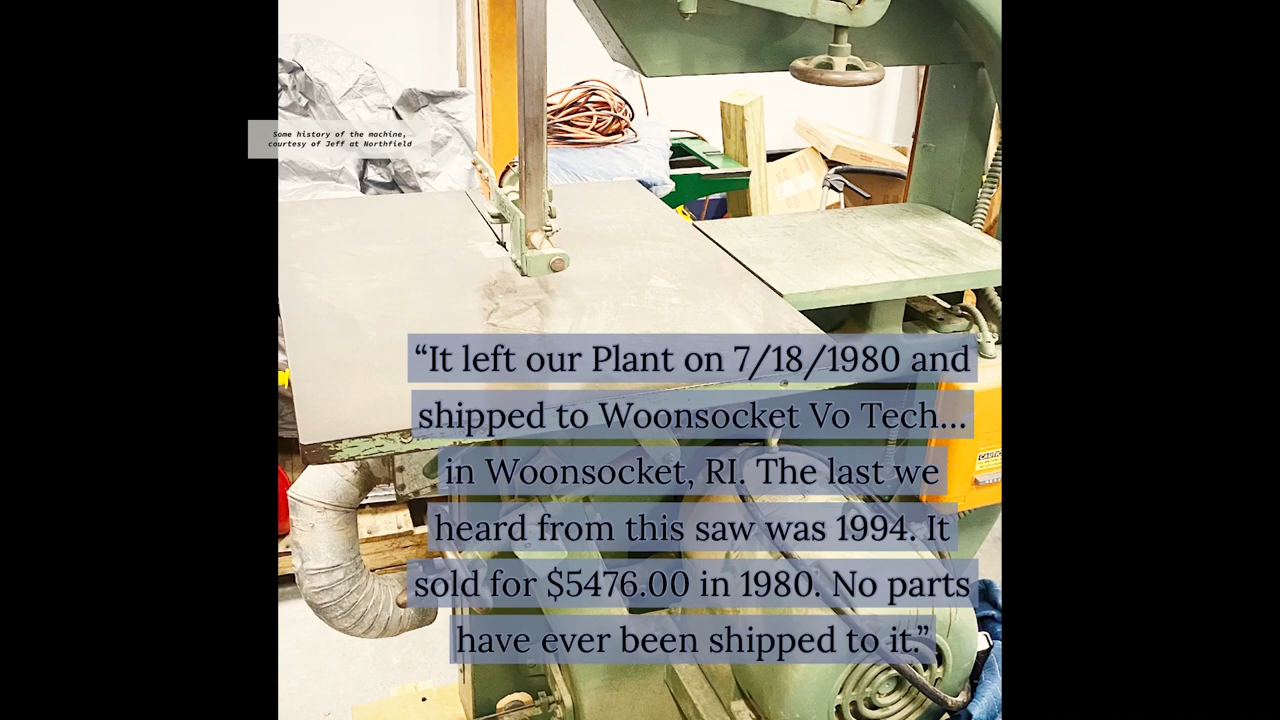 Some history of the machine,
courtesy of Jeff at Northfield
“It left our Plant on 7/18/1980 and
shipped to Woonsocket Vo Tech…
in Woonsocket, RI. The last we
heard from this saw was 1994. It
sold for $5476.00 in 1980. No parts
have ever been shipped to it.”